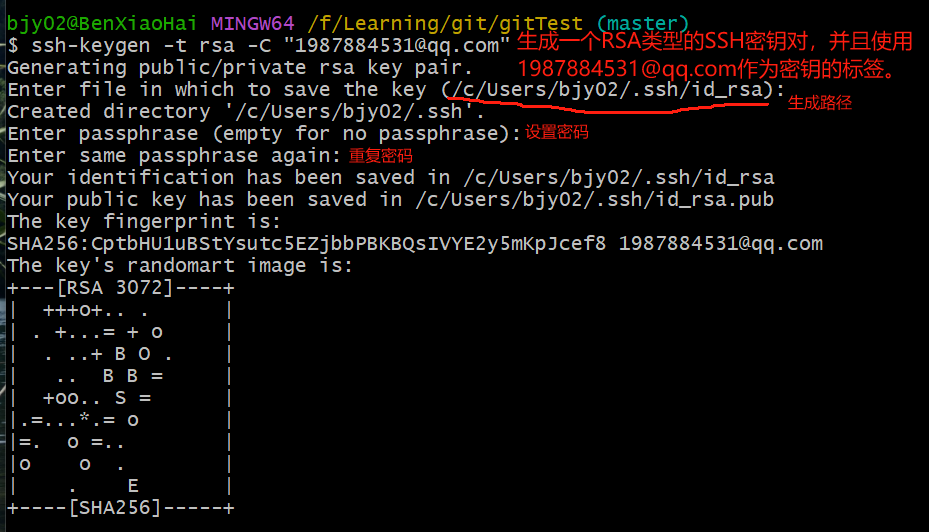 bjy02@BenXiaoHai MINGW64 /f/Learning/git/gitTest (master)
$ ssh-keygen -t rsa -C "1987884531@qq.com" 生成一个RSA类型的SSH密钥对，并且使用
Generating public/private rsa key pair. 1987884531@qq.com作为密钥的标签。
Enter file in which to save the key (/c/Users/bjy02/.ssh/id_rsa):
生成路径
Created directory '/c/Users/bjy02/.ssh'.
Enter passphrase (empty for no passphrase): 设置密码
Enter same passphrase again: 重复密码
Your identification has been saved in /c/Users/bjy02/.ssh/id_rsa
Your public key has been saved in /c/Users/bjy02/.ssh/id_rsa.pub
The key fingerprint is:
SHA256:CptbHU1uBStYsutc5EZjbbPBKBQsIVYE2y5mKpJcef8 1987884531@qq.com
The key's randomart image is:
+---[RSA 3072]----+
|  +++o+.. .      |
| . +...= + o     |
|  . ..+ B O .    |
|   ..  B B =     |
|  +oo.. S =      |
|.=...*.= o       |
|=.  o =..        |
|o    o  .        |
|    .    E       |
+----[SHA256]-----+